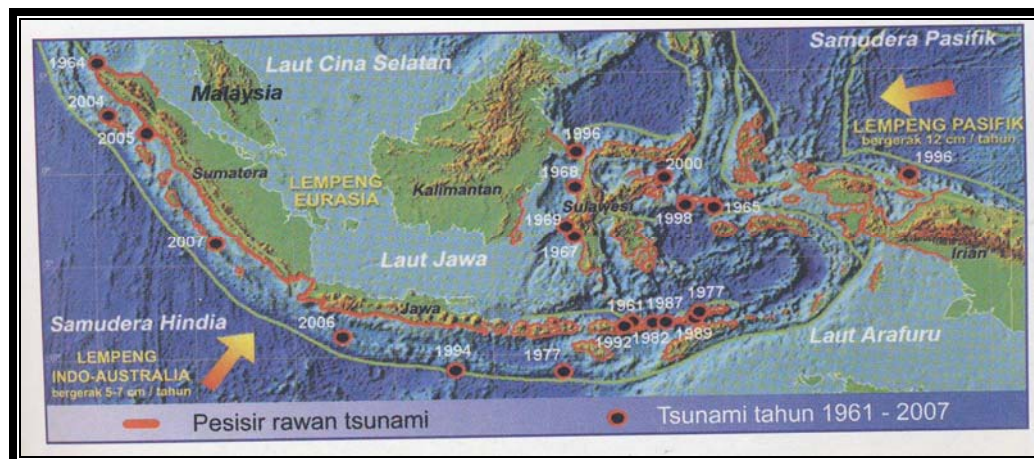 Samudera Pasifik
Laut Cina Selatan
1964
Malaysia
LEMPENG PASIFIK
bergerak 12 cm / tahun
2004
2005
1996
1996
2000
Sumatera
LEMPENG
EURASIA
Kalimantan
1968
Sulawesi
1998
1965
1969
1967
Irian
2007
Laut Jawa
1977
Jawa
1961
1987
Samudera Hindia
2006
1992
1982
1989
Laut Arafuru
LEMPENG
INDO-AUSTRALIA
bergerak 5-7 cm / tahun
1994
1977
Pesisir rawan tsunami
Tsunami tahun 1961 - 2007